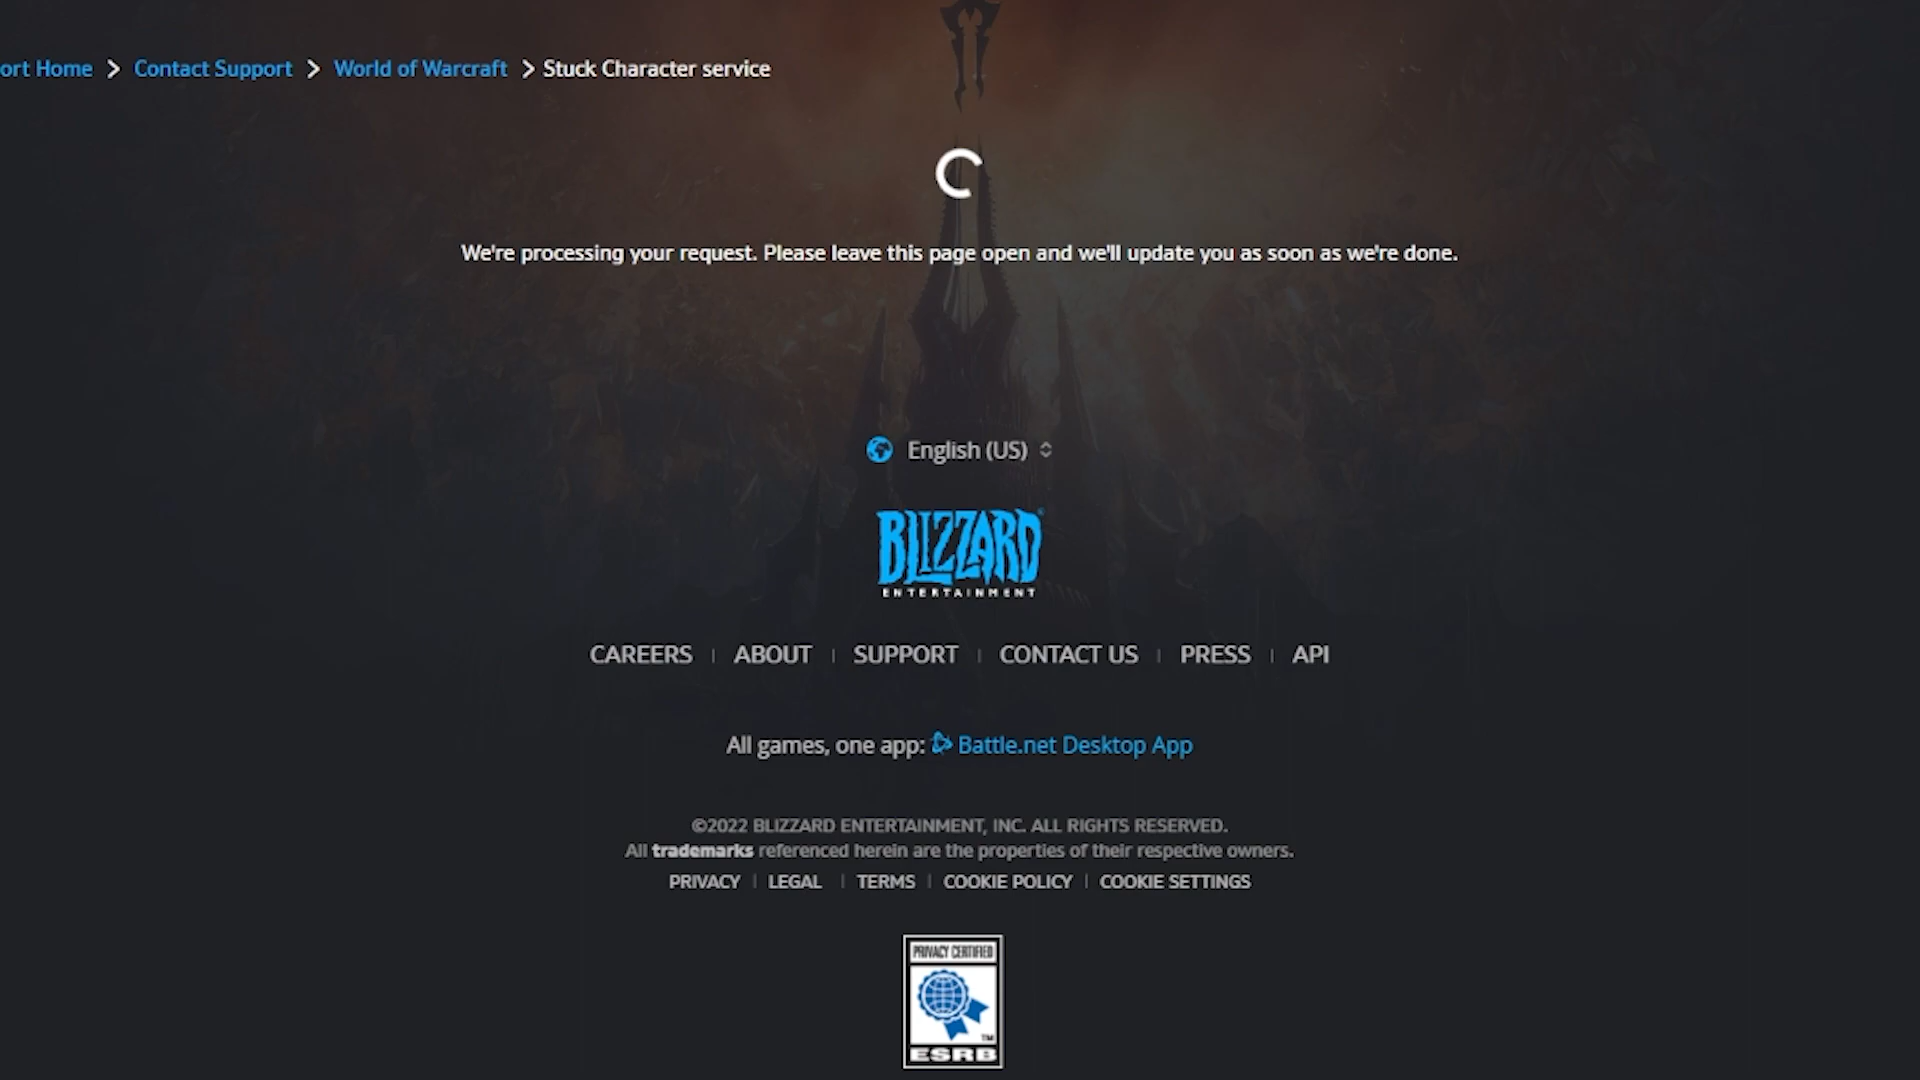 ort Home > Contact Support > World of Warcraft > Stuck Character service
We're processing your request. Please leave this page open and we'll update you as soon as we're done.
English (US)
BLIZZARD®
ENTERTAINMENT
CAREERS | ABOUT | SUPPORT | CONTACT US | PRESS | API
All games, one app: Battle.net Desktop App
©2022 BLIZZARD ENTERTAINMENT, INC. ALL RIGHTS RESERVED.
All trademarks referenced herein are the properties of their respective owners.
PRIVACY | LEGAL | TERMS | COOKIE POLICY | COOKIE SETTINGS
PRIVACY CERTIFIED
TM
ESRB